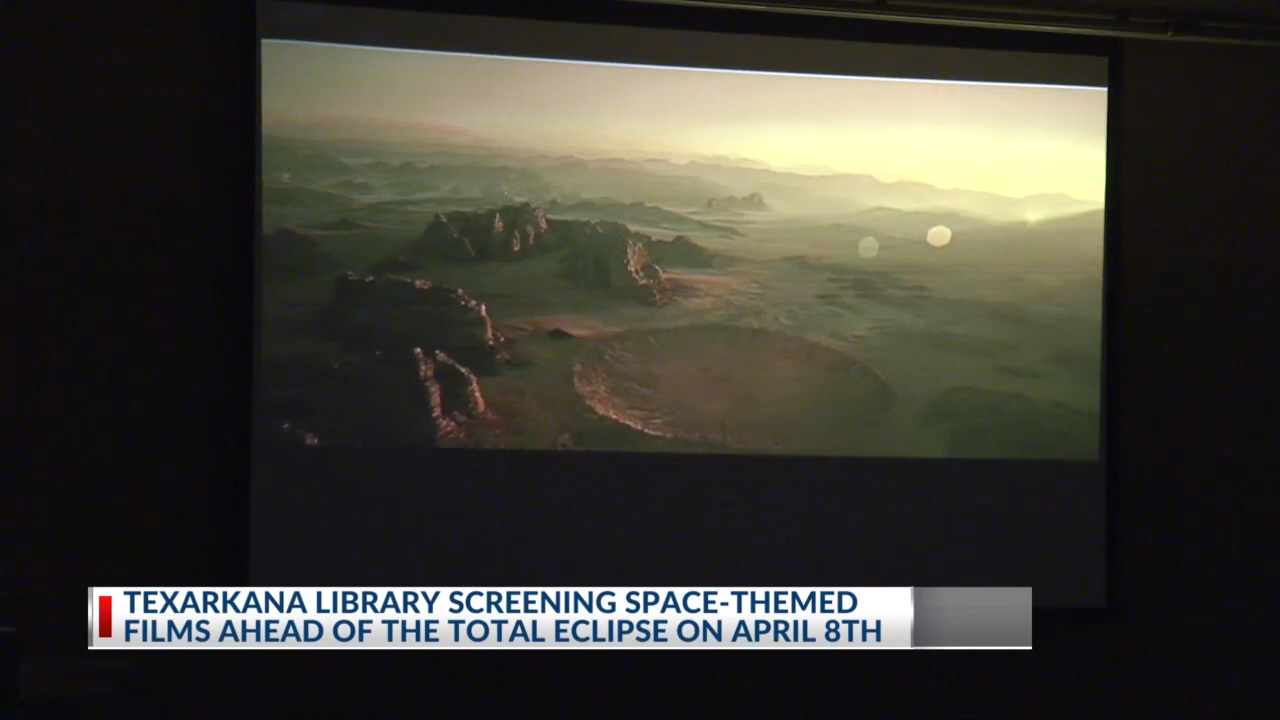 TEXARKANA LIBRARY SCREENING SPACE-THEMED
FILMS AHEAD OF THE TOTAL ECLIPSE ON APRIL 8TH